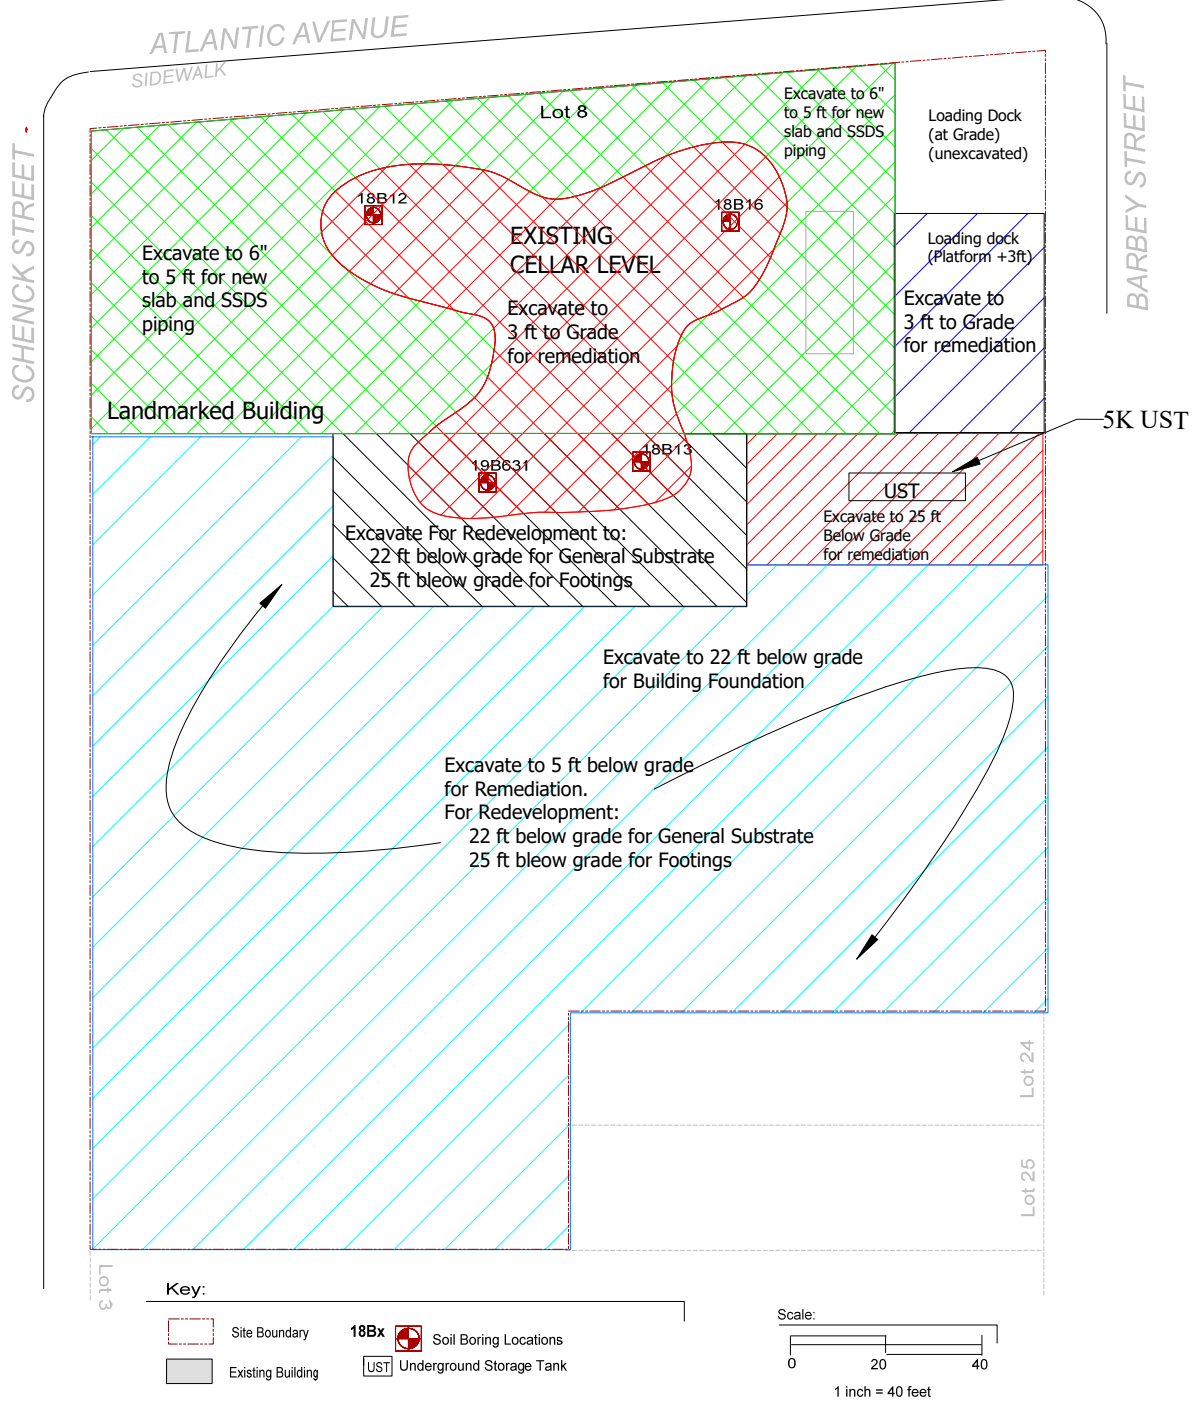 ATLANTIC AVENUE
SIDEWALK
SCHENCK STREET
BARBEY STREET
Lot 8
Excavate to 6"
to 5 ft for new
slab and SSDS
piping
Loading Dock
(at Grade)
(unexcavated)
18B12
18B16
EXISTING
CELLAR LEVEL
Excavate to 6"
to 5 ft for new
slab and SSDS
piping
Loading dock
(Platform +3ft)
Excavate to
3 ft to Grade
for remediation
Excavate to
3 ft to Grade
for remediation
Landmarked Building
5K UST
18B13
19B631
UST
Excavate to 25 ft
Below Grade
for remediation
Excavate For Redevelopment to:
22 ft below grade for General Substrate
25 ft bleow grade for Footings
Excavate to 22 ft below grade
for Building Foundation
Excavate to 5 ft below grade
for Remediation.
For Redevelopment:
22 ft below grade for General Substrate
25 ft bleow grade for Footings
Lot 24
Lot 25
Lot 3
Key:
Site Boundary
18Bx
Soil Boring Locations
Existing Building
UST
Underground Storage Tank
Scale:
0 20 40
1 inch = 40 feet